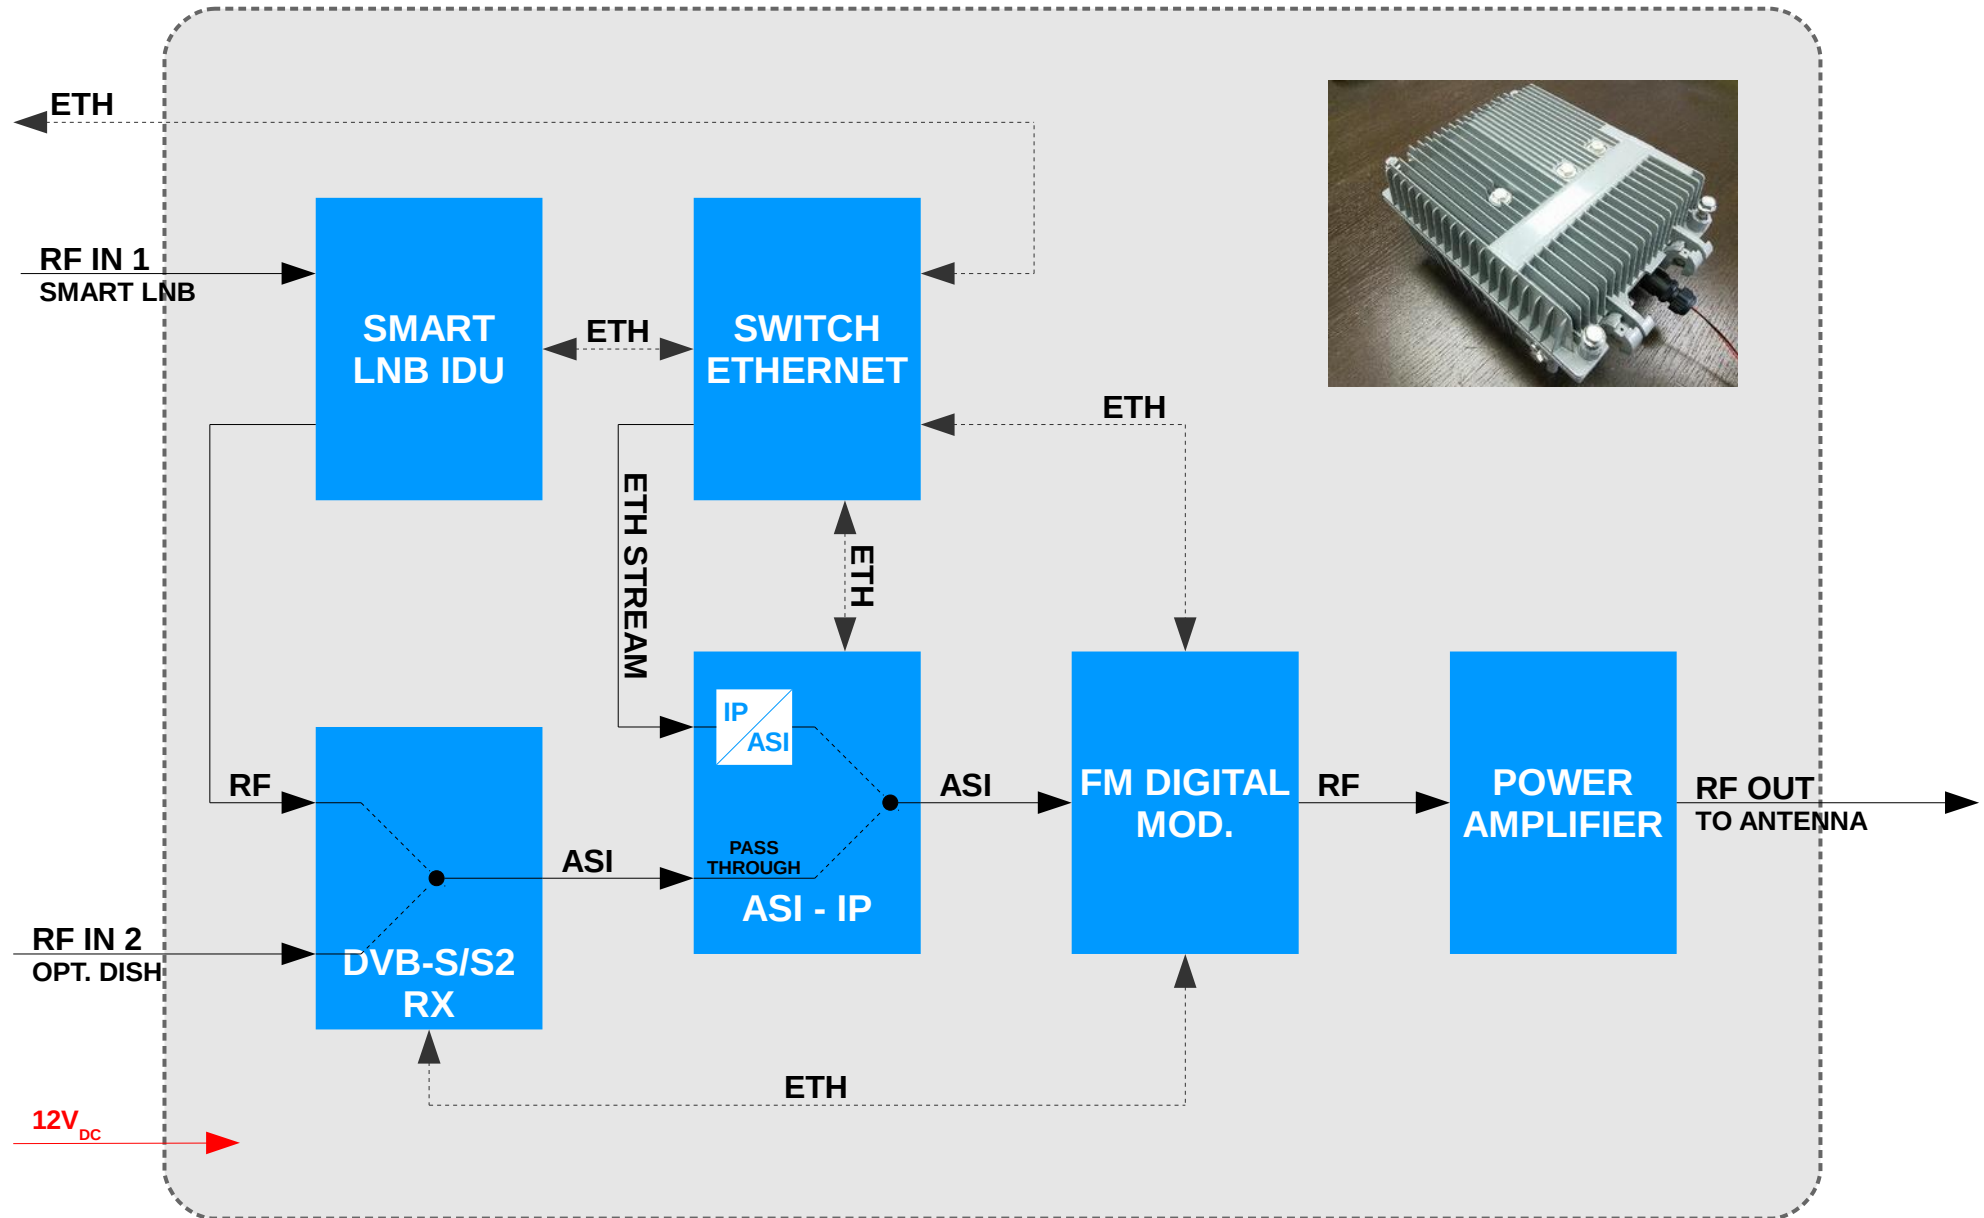 ETH
RF IN 1
SMART LNB
SMART
LNB IDU
ETH
SWITCH
ETHERNET
ETH
ETH STREAM
ETH
IP
ASI
RF
ASI
PASS
THROUGH
ASI - IP
ASI
FM DIGITAL
MOD.
RF
POWER
AMPLIFIER
RF OUT
TO ANTENNA
RF IN 2
OPT. DISH
DVB-S/S2
RX
ETH
12VDC